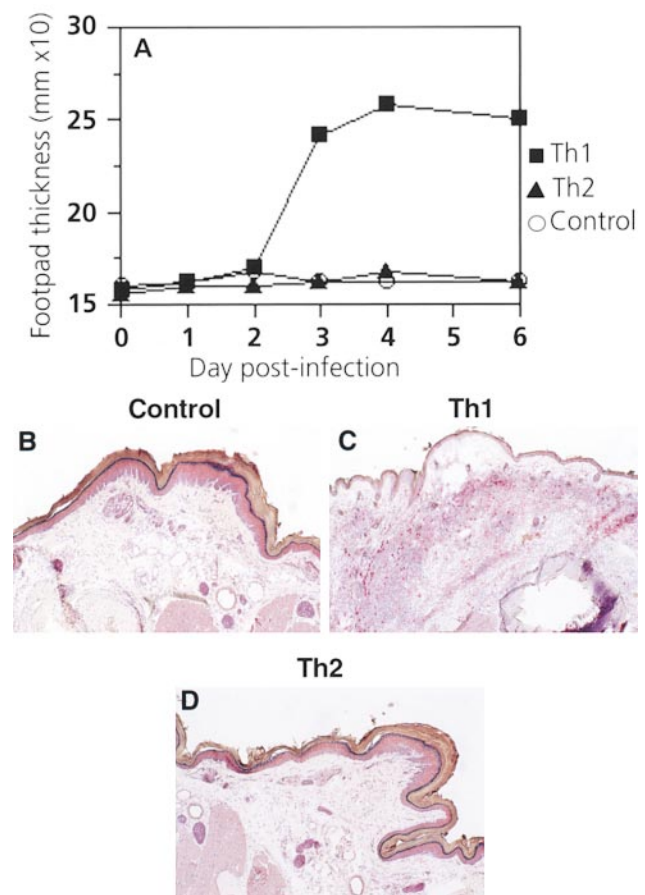 30
A
25
20
15
Footpad thickness (mm x10)
0 1 2 3 4 5 6
Day post-infection
Th1
Th2
Control
Control
Th1
B
C
Th2
D